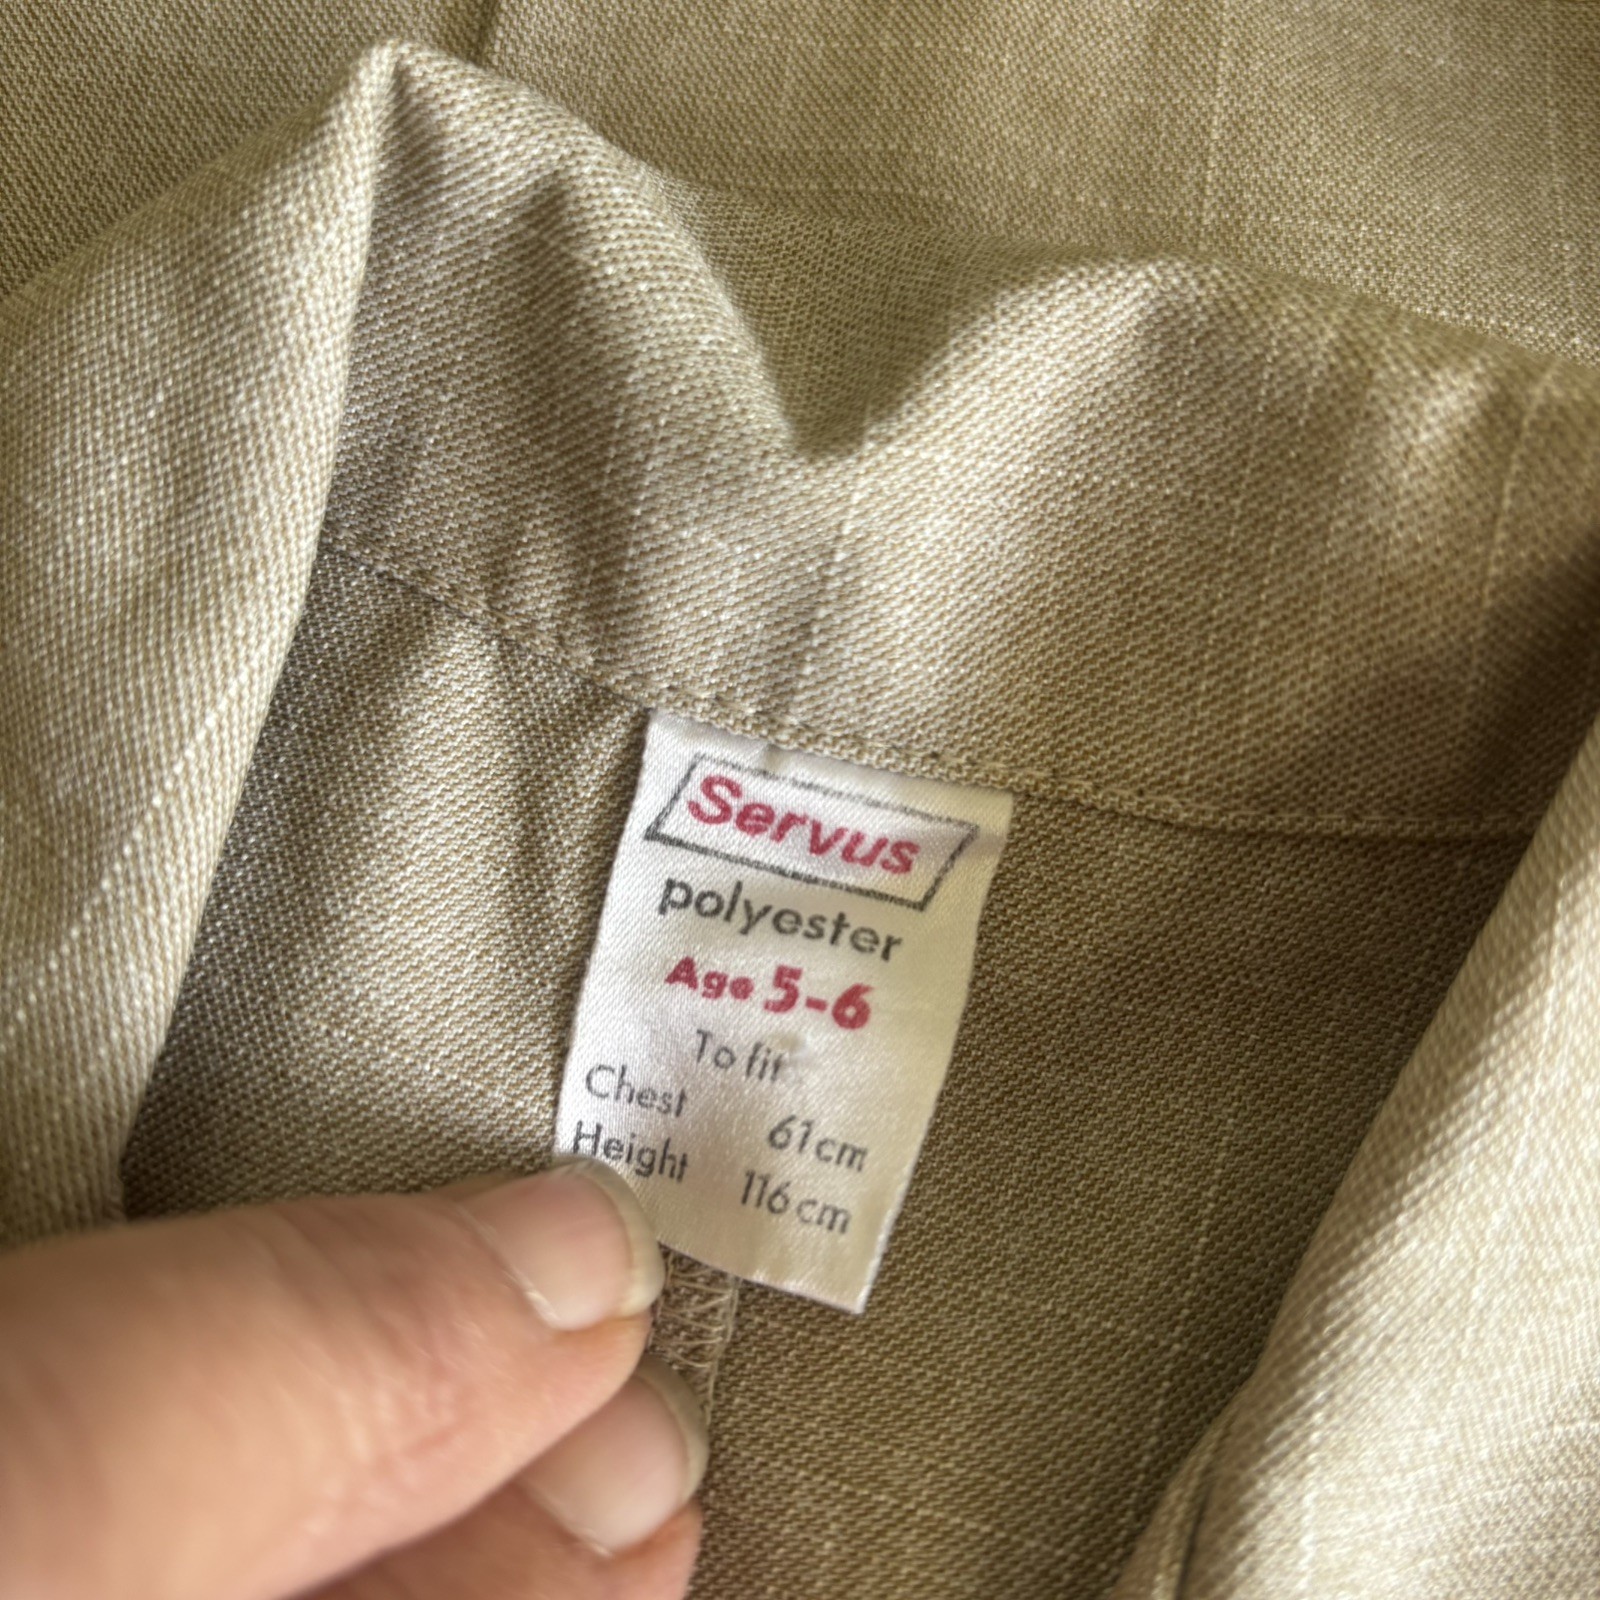 Servus
polyester
Age 5-6
To fit
Chest 61cm
Height 116cm